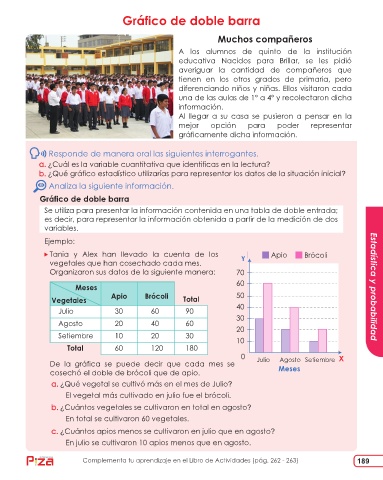 Gráfico de doble barra
Muchos compañeros
A los alumnos de quinto de la institución
educativa Nacidos para Brillar, se les pidió
averiguar la cantidad de compañeros que
tienen en los otros grados de primaria, pero
diferenciando niños y niñas. Ellos visitaron cada
una de las aulas de 1° a 4° y recolectaron dicha
información.
Al llegar a su casa se pusieron a pensar en la
mejor opción para poder representar
gráficamente dicha información.
Responde de manera oral las siguientes interrogantes.
a. ¿Cuál es la variable cuantitativa que identificas en la lectura?
b. ¿Qué gráfico estadístico utilizarías para representar los datos de la situación inicial?
Analiza la siguiente información.
Gráfico de doble barra
Se utiliza para presentar la información contenida en una tabla de doble entrada;
es decir, para representar la información obtenida a partir de la medición de dos
variables.
Ejemplo:
Tania y Alex han llevado la cuenta de los
vegetales que han cosechado cada mes.
Organizaron sus datos de la siguiente manera:
Meses
Vegetales Apio Brócoli Total
Julio 30 60 90
Agosto 20 40 60
Setiembre 10 20 30
Total 60 120 180
Y
Apio Brócoli
70
60
50
40
30
20
10
0
Julio Agosto Setiembre X
Meses
De la gráfica se puede decir que cada mes se
cosechó el doble de brócoli que de apio.
a. ¿Qué vegetal se cultivó más en el mes de Julio?
El vegetal más cultivado en julio fue el brócoli.
b. ¿Cuántos vegetales se cultivaron en total en agosto?
En total se cultivaron 60 vegetales.
c. ¿Cuántos apios menos se cultivaron en julio que en agosto?
En julio se cultivaron 10 apios menos que en agosto.
Estadística y probabilidad
Complementa tu aprendizaje en el Libro de Actividades (pág. 262 - 263)
189